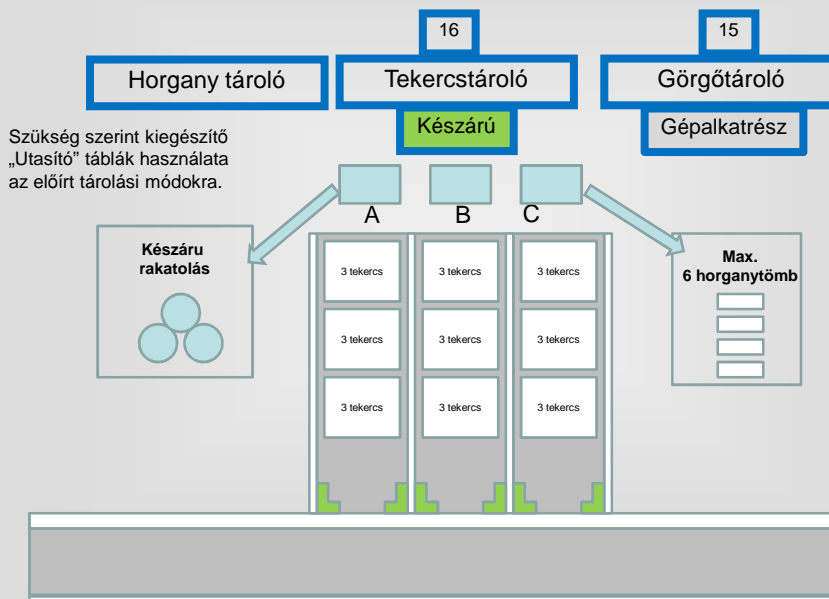 16
15
Horgany tároló
Tekercstároló
Görgőtároló
Készárú
Gépalkatrész
Szükség szerint kiegészítő
„Utasító” táblák használata
az előírt tárolási módokra.
A
B
C
Készáru
rakatolás
Max.
6 horganytömb
3 tekercs
3 tekercs
3 tekercs
3 tekercs
3 tekercs
3 tekercs
3 tekercs
3 tekercs
3 tekercs